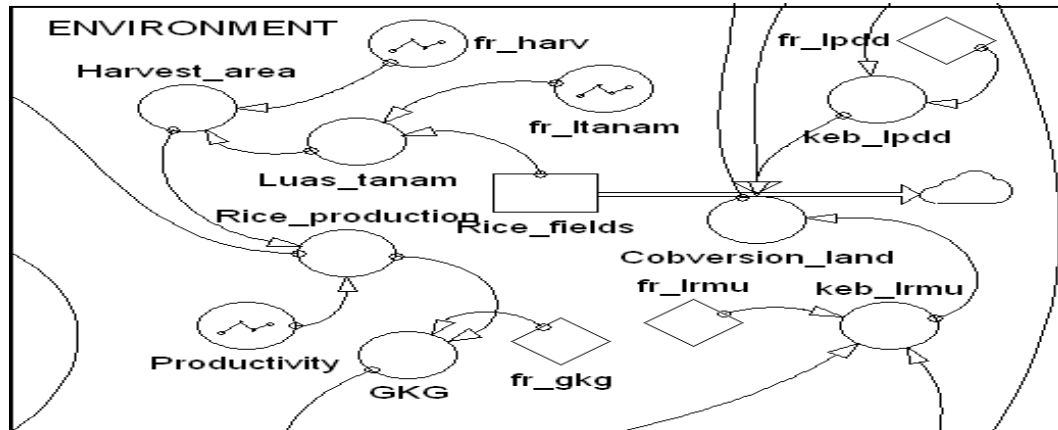 ENVIRONMENT
fr_harv
fr_lpdd
Harvest_area
fr_ltanam
keb_lpdd
Luas_tanam
Rice_production
Rice_fields
Cobversion_land
fr_lrmu
keb_lrmu
Productivity
GKG
fr_gkg